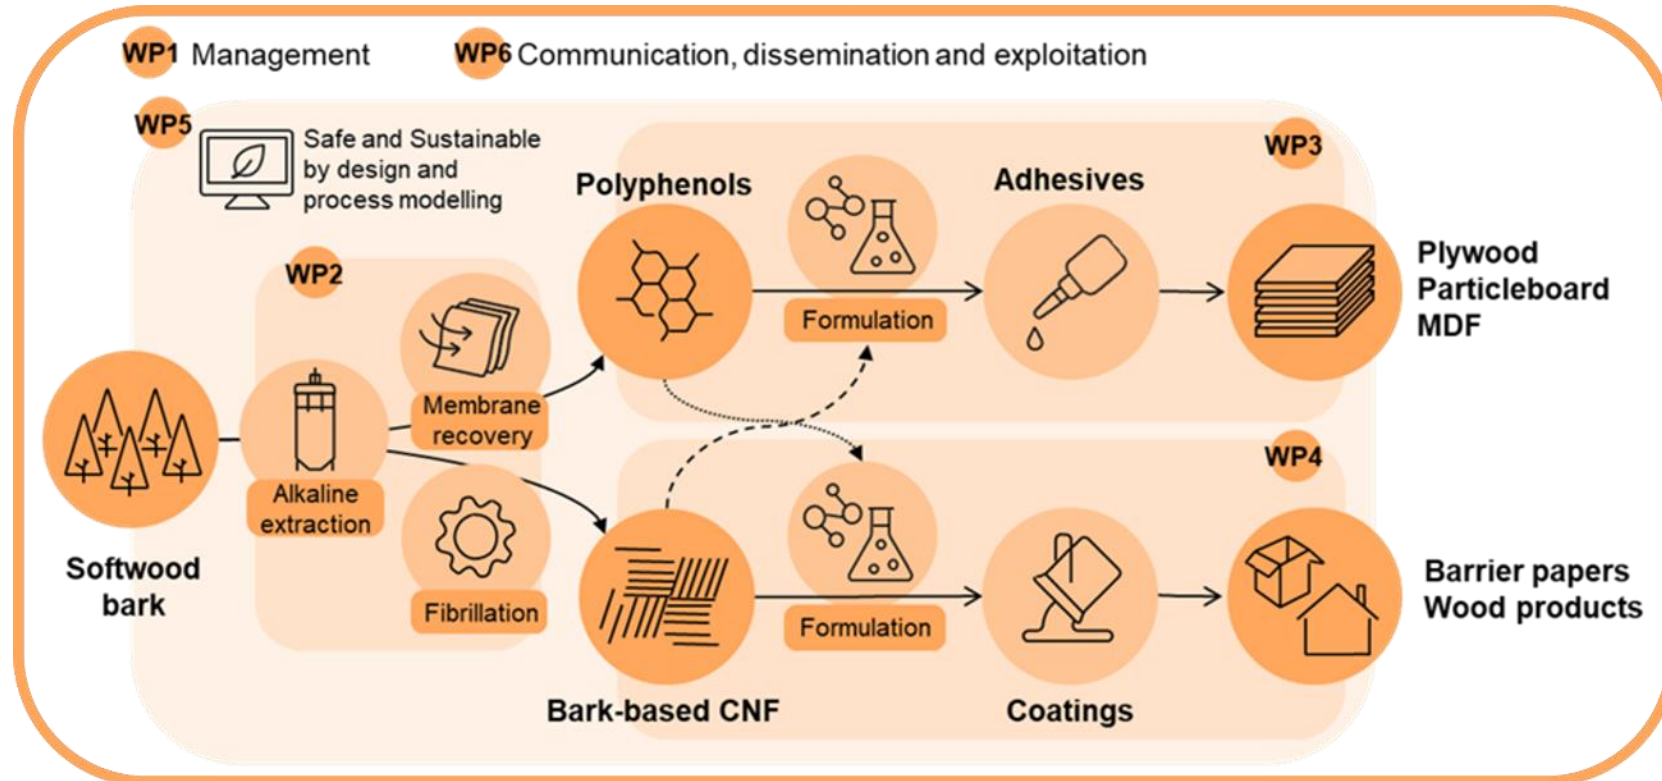 WP1 Management
WP6 Communication, dissemination and exploitation
WP5
Safe and Sustainable
by design and
process modelling
WP3
Polyphenols
Adhesives
WP2
Plywood
Particleboard
MDF
Formulation
Membrane
recovery
WP4
Alkaline
extraction
Softwood
bark
Fibrillation
Formulation
Barrier papers
Wood products
Bark-based CNF
Coatings